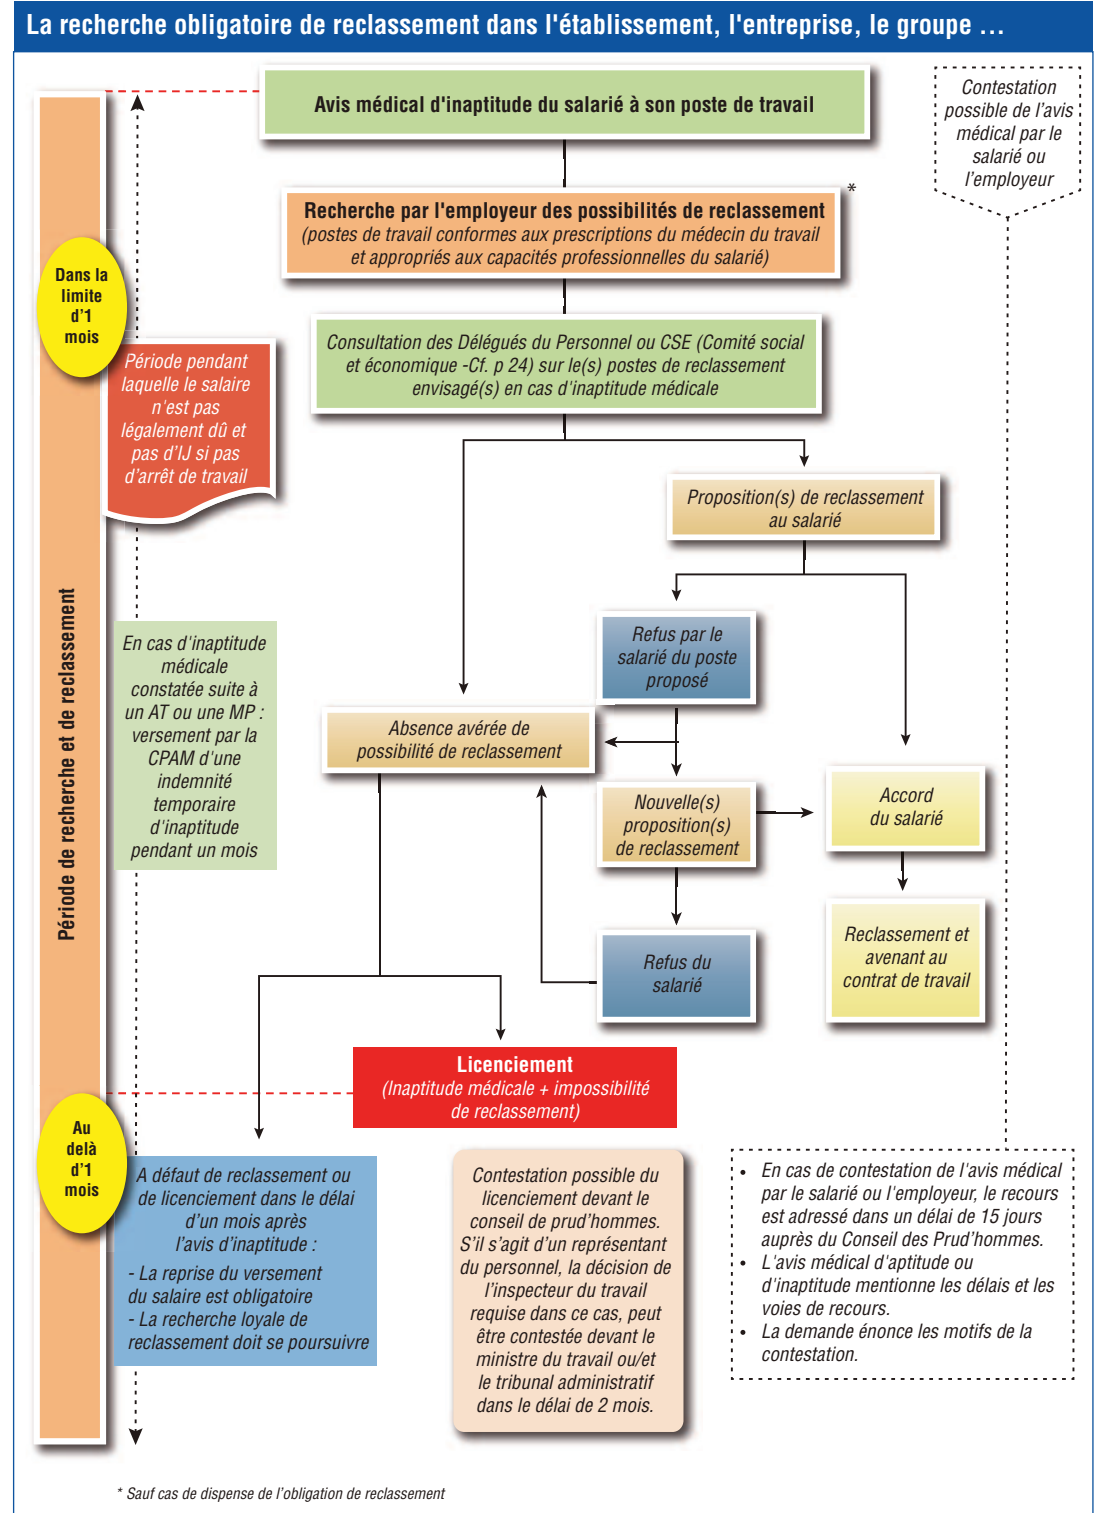 La recherche obligatoire de reclassement dans l'établissement, l'entreprise, le groupe ...
Avis médical d'inaptitude du salarié à son poste de travail
Contestation
possible de l'avis
médical par le
salarié ou
l'employeur
*
Recherche par l'employeur des possibilités de reclassement
(postes de travail conformes aux prescriptions du médecin du travail
et appropriés aux capacités professionnelles du salarié)
Dans la
limite
d'1
mois
Consultation des Délégués du Personnel ou CSE (Comité social
et économique -Cf. p 24) sur le(s) postes de reclassement
envisagé(s) en cas d'inaptitude médicale
Période pendant
laquelle le salaire
n'est pas
légalement dû et
pas d'IJ si pas
d'arrêt de travail
Proposition(s) de reclassement
au salarié
Période de recherche et de reclassement
En cas d'inaptitude
médicale
constatée suite à
un AT ou une MP :
versement par la
CPAM d'une
indemnité
temporaire
d'inaptitude
pendant un mois
Refus par le
salarié du poste
proposé
Absence avérée de
possibilité de reclassement
Nouvelle(s)
proposition(s)
de reclassement
Accord
du salarié
Refus du
salarié
Reclassement et
avenant au
contrat de travail
Licenciement
(Inaptitude médicale + impossibilité
de reclassement)
Au
delà
d'1
mois
A défaut de reclassement ou
de licenciement dans le délai
d'un mois après
l'avis d'inaptitude :
- La reprise du versement
du salaire est obligatoire
- La recherche loyale de
reclassement doit se poursuivre
Contestation possible du
licenciement devant le
conseil de prud'hommes.
S'il s'agit d'un représentant
du personnel, la décision de
l'inspecteur du travail
requise dans ce cas, peut
être contestée devant le
ministre du travail ou/et
le tribunal administratif
dans le délai de 2 mois.
• En cas de contestation de l'avis médical
par le salarié ou l'employeur, le recours
est adressé dans un délai de 15 jours
auprès du Conseil des Prud'hommes.
• L'avis médical d'aptitude ou
d'inaptitude mentionne les délais et les
voies de recours.
• La demande énonce les motifs de la
contestation.
* Sauf cas de dispense de l'obligation de reclassement